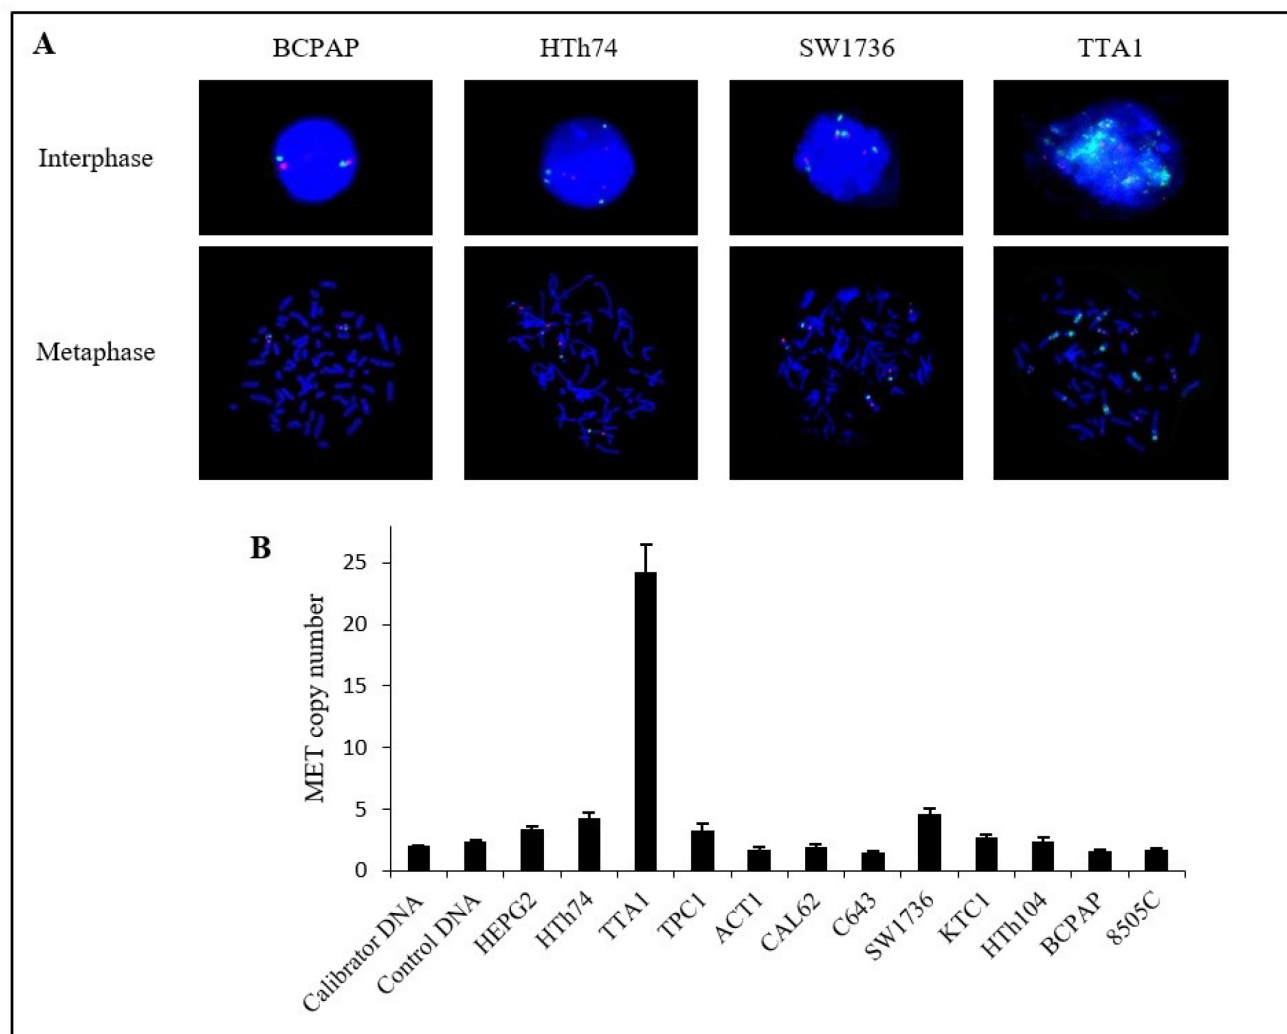 A
BCPAP
HTh74
SW1736
TTA1
Interphase
Metaphase
B
MET copy number
25
20
15
10
5
0
Calibrator DNA
Control DNA
HEPG2
HTh74
TTA1
TPC1
ACT1
CAL62
C643
SW1736
KTC1
HTh104
BCPAP
8505C